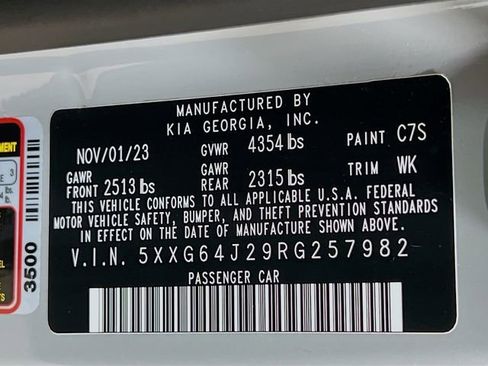 MANUFACTURED BY
KIA GEORGIA, INC.
NOV/01/23 GVWR 4354 lbs PAINT C7S
GAWR FRONT 2513 lbs GAWR REAR 2315 lbs TRIM WK
THIS VEHICLE CONFORMS TO ALL APPLICABLE U.S.A. FEDERAL
MOTOR VEHICLE SAFETY, BUMPER, AND THEFT PREVENTION STANDARDS
IN EFFECT ON THE DATE OF MANUFACTURE SHOWN ABOVE.
V.I.N. 5XXG64J29RG257982
PASSENGER CAR
3500
3